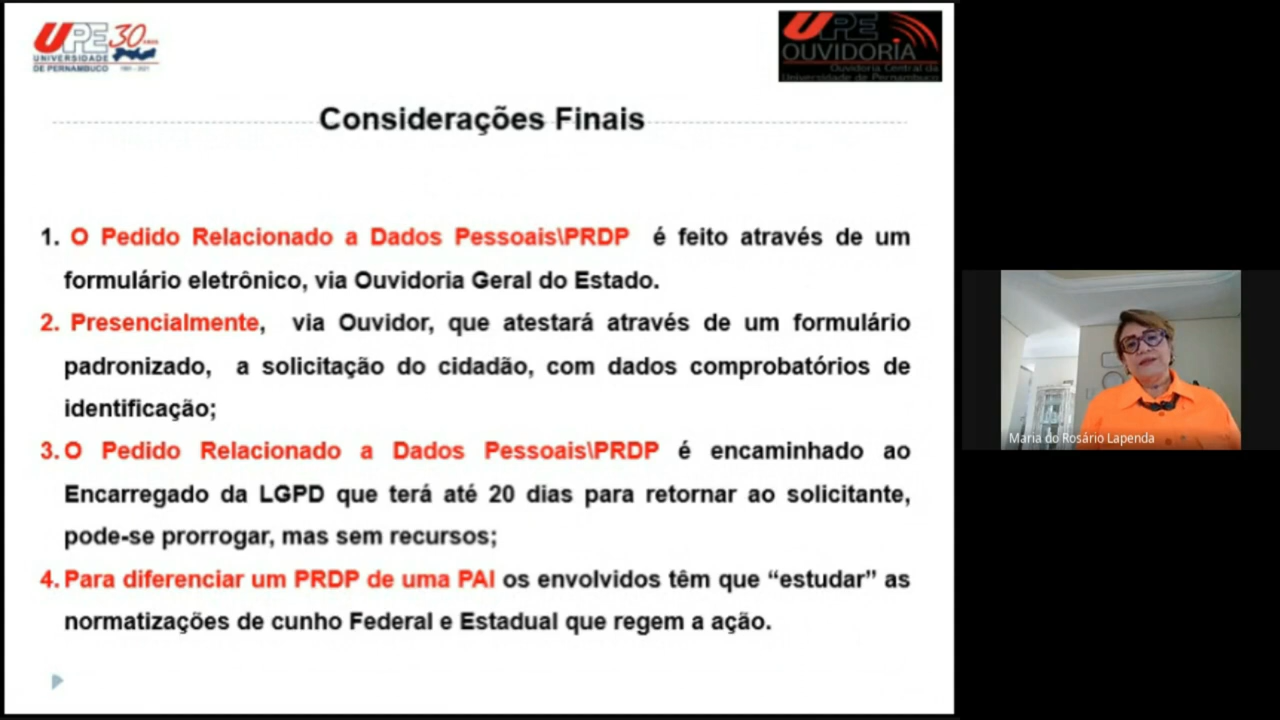 UPE 30 anos
UNIVERSIDADE
DE PERNAMBUCO 1991 - 2021
UPE
OUVIDORIA
Ouvidoria Central da
Universidade de Pernambuco
Considerações Finais
1. O Pedido Relacionado a Dados Pessoais\PRDP é feito através de um
formulário eletrônico, via Ouvidoria Geral do Estado.
2. Presencialmente, via Ouvidor, que atestará através de um formulário
padronizado, a solicitação do cidadão, com dados comprobatórios de
identificação;
3. O Pedido Relacionado a Dados Pessoais\PRDP é encaminhado ao
Encarregado da LGPD que terá até 20 dias para retornar ao solicitante,
pode-se prorrogar, mas sem recursos;
4. Para diferenciar um PRDP de uma PAI os envolvidos têm que “estudar” as
normatizações de cunho Federal e Estadual que regem a ação.
Maria do Rosário Lapenda